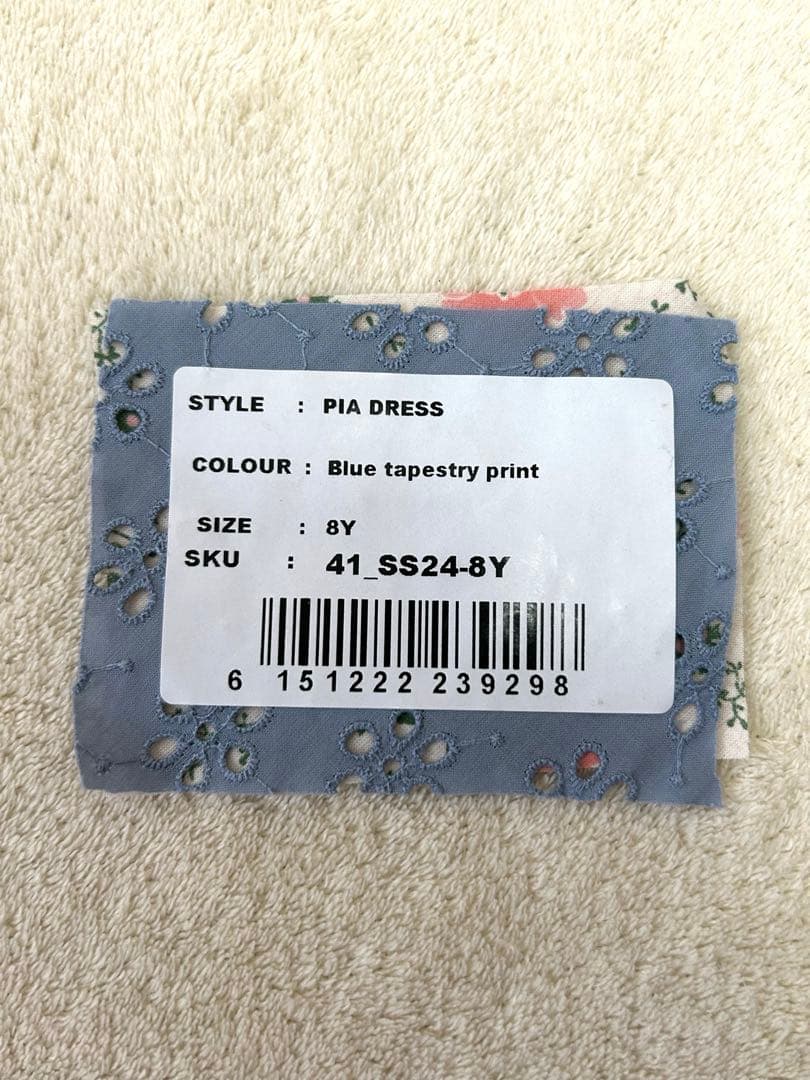 STYLE : PIA DRESS
COLOUR : Blue tapestry print
SIZE : 8Y
SKU : 41_SS24-8Y
6 151222 239298